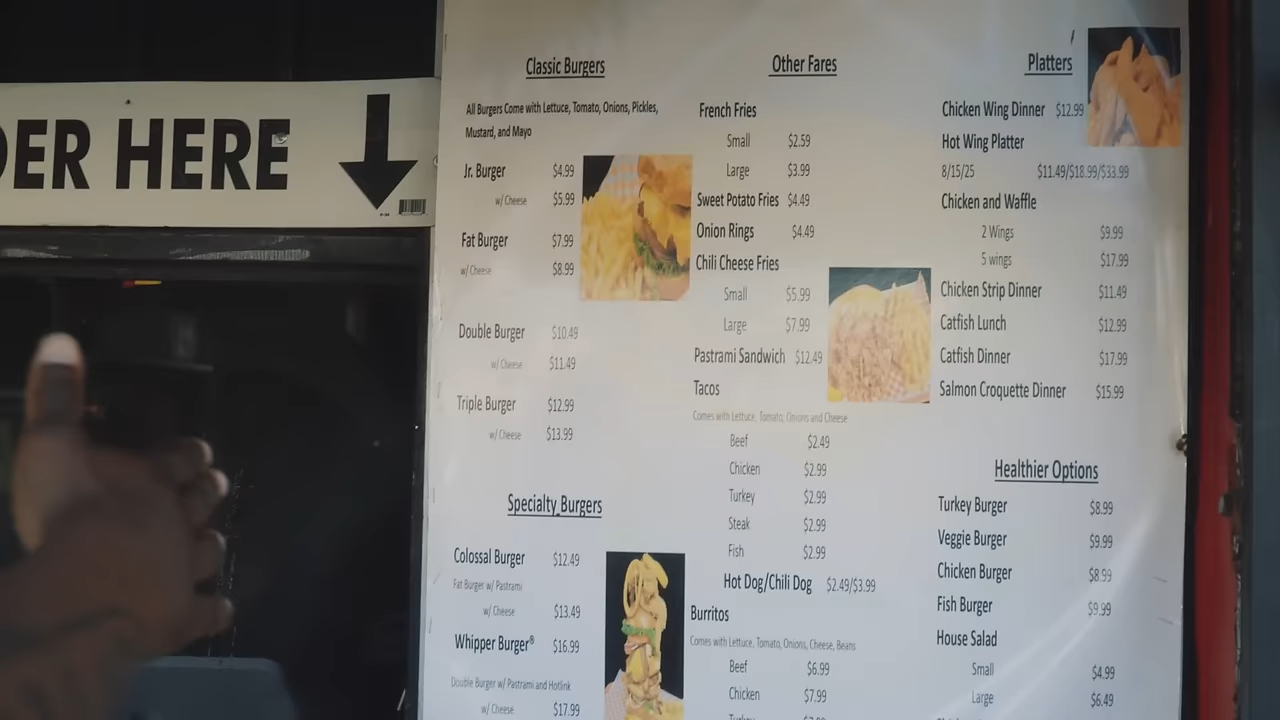 DER HERE
Classic Burgers
All Burgers Come with Lettuce, Tomato, Onions, Pickles,
Mustard, and Mayo
Jr. Burger $4.99
w/ Cheese $5.99
Fat Burger $7.99
w/ Cheese $8.99
Double Burger $10.49
w/ Cheese $11.49
Triple Burger $12.99
w/ Cheese $13.99
Specialty Burgers
Colossal Burger $12.49
Fat Burger w/ Pastrami
w/ Cheese $13.49
Whipper Burger® $16.99
Double Burger w/ Pastrami and Hotlink
w/ Cheese $17.99
Other Fares
French Fries
Small $2.59
Large $3.99
Sweet Potato Fries $4.49
Onion Rings $4.49
Chili Cheese Fries
Small $5.99
Large $7.99
Pastrami Sandwich $12.49
Tacos
Comes with Lettuce, Tomato, Onions and Cheese
Beef $2.49
Chicken $2.99
Turkey $2.99
Steak $2.99
Fish $2.99
Hot Dog/Chili Dog $2.49/$3.99
Burritos
Comes with Lettuce, Tomato, Onions, Cheese, Beans
Beef $6.99
Chicken $7.99
Platters
Chicken Wing Dinner $12.99
Hot Wing Platter
8/15/25 $11.49/$18.99/$33.99
Chicken and Waffle
2 Wings $9.99
5 wings $17.99
Chicken Strip Dinner $11.49
Catfish Lunch $12.99
Catfish Dinner $17.99
Salmon Croquette Dinner $15.99
Healthier Options
Turkey Burger $8.99
Veggie Burger $9.99
Chicken Burger $8.99
Fish Burger $9.99
House Salad
Small $4.99
Large $6.49